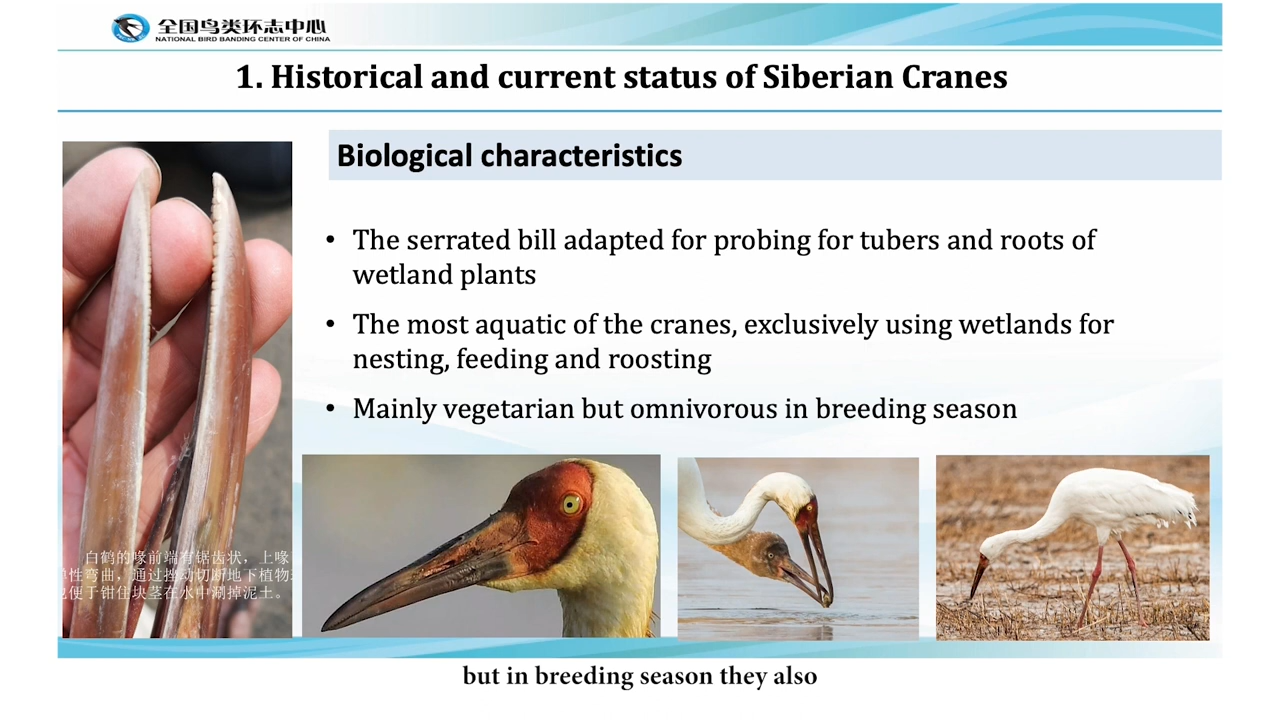 全国鸟类环志中心
NATIONAL BIRD BANDING CENTER OF CHINA
1. Historical and current status of Siberian Cranes
Biological characteristics
• The serrated bill adapted for probing for tubers and roots of
wetland plants
• The most aquatic of the cranes, exclusively using wetlands for
nesting, feeding and roosting
• Mainly vegetarian but omnivorous in breeding season
白鹤的喙前端有锯齿状，上喙
性弯曲，通过挫动切断地下植物
便于钳住块茎在水中涮掉泥土。
but in breeding season they also